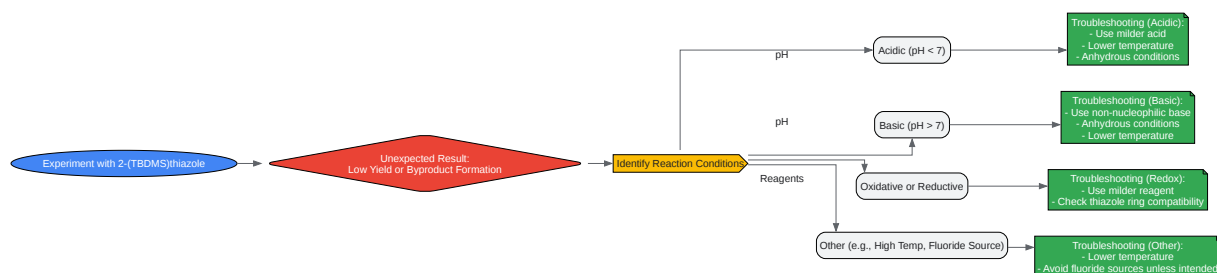 Experiment with 2-(TBDMS)thiazole
Unexpected Result:
Low Yield or Byproduct Formation
Identify Reaction Conditions
pH
pH
Reagents
Acidic (pH < 7)
Basic (pH > 7)
Oxidative or Reductive
Other (e.g., High Temp, Fluoride Source)
Troubleshooting (Acidic):
- Use milder acid
- Lower temperature
- Anhydrous conditions
Troubleshooting (Basic):
- Use non-nucleophilic base
- Anhydrous conditions
- Lower temperature
Troubleshooting (Redox):
- Use milder reagent
- Check thiazole ring compatibility
Troubleshooting (Other):
- Lower temperature
- Avoid fluoride sources unless intended